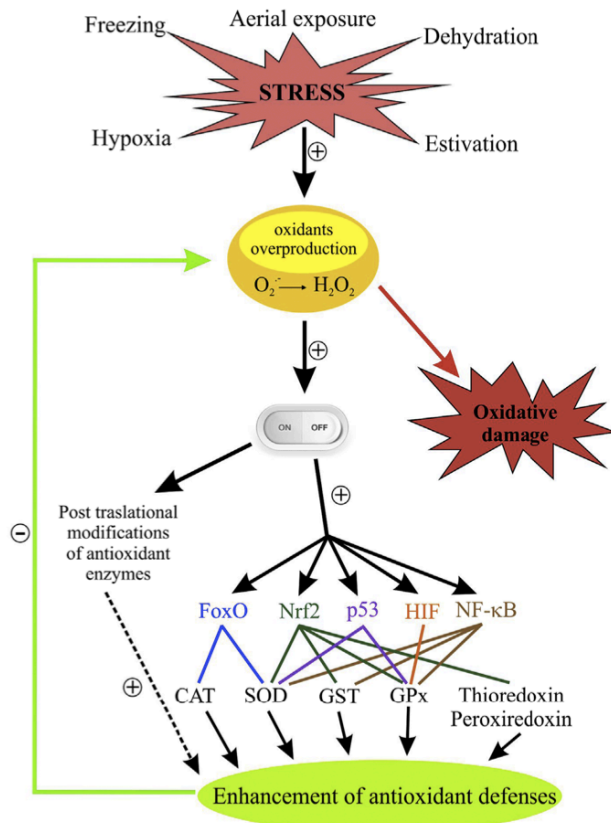 Freezing
Aerial exposure
Dehydration
STRESS
Hypoxia
Estivation
⊕
oxidants
overproduction
O₂·⁻ → H₂O₂
⊕
Oxidative
damage
ON OFF
⊕
Post traslational
modifications
of antioxidant
enzymes
⊖
FoxO Nrf2 p53 HIF NF-κB
⊕
CAT SOD GST GPx Thioredoxin
Peroxiredoxin
Enhancement of antioxidant defenses